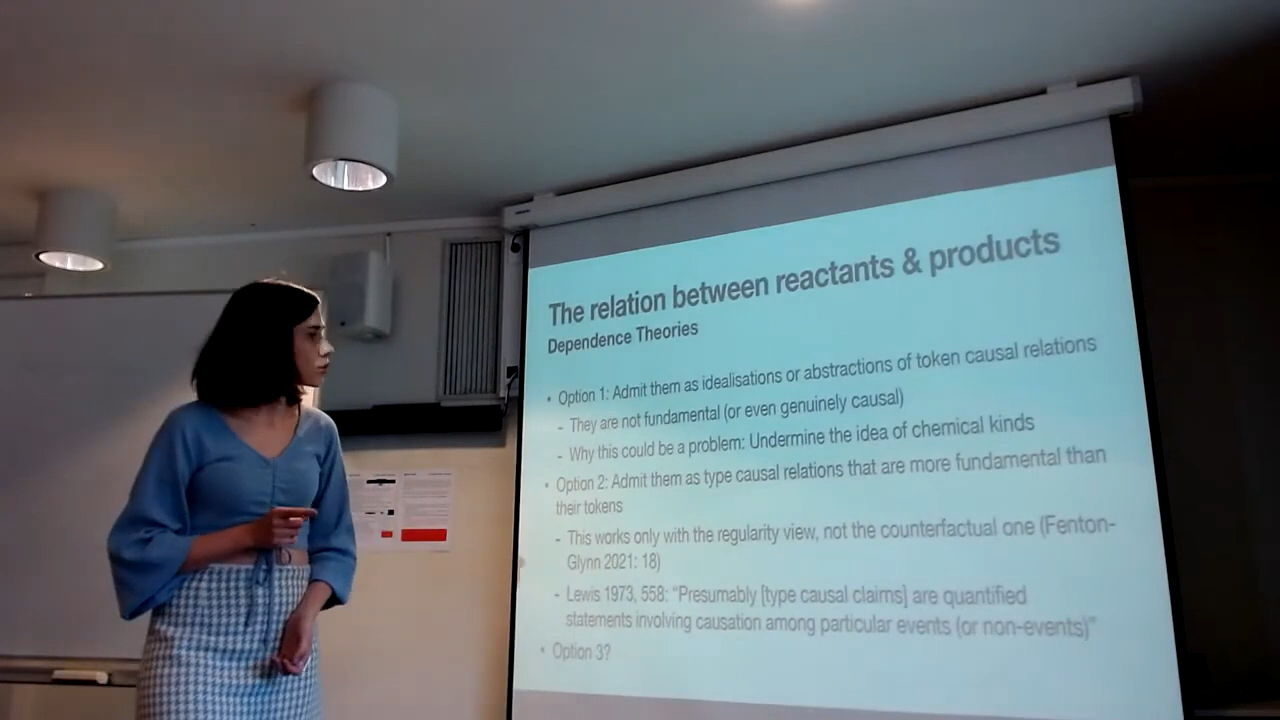 The relation between reactants & products
Dependence Theories
• Option 1: Admit them as idealisations or abstractions of token causal relations
- They are not fundamental (or even genuinely causal)
- Why this could be a problem: Undermine the idea of chemical kinds
• Option 2: Admit them as type causal relations that are more fundamental than
their tokens
- This works only with the regularity view, not the counterfactual one (Fenton-
Glynn 2021: 18)
- Lewis 1973, 558: “Presumably [type causal claims] are quantified
statements involving causation among particular events (or non-events)”
• Option 3?